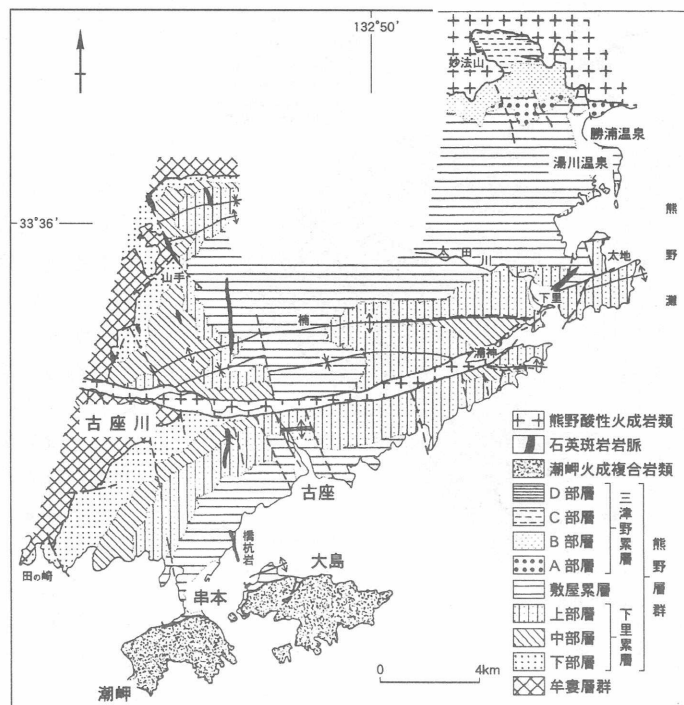 132°50'
妙法山
勝浦温泉
湯川温泉
33°36'
熊
野
灘
太
田
川
太地
山手
下里
楠
浦神
古座川
古座
橋杭岩
田の崎
大島
串本
潮岬
0 4km
熊野酸性火成岩類
石英斑岩岩脈
潮岬火成複合岩類
D部層
C部層
B部層
A部層
三津野累層
敷屋累層
上部層
中部層
下部層
下里累層
熊野層群
牟婁層群